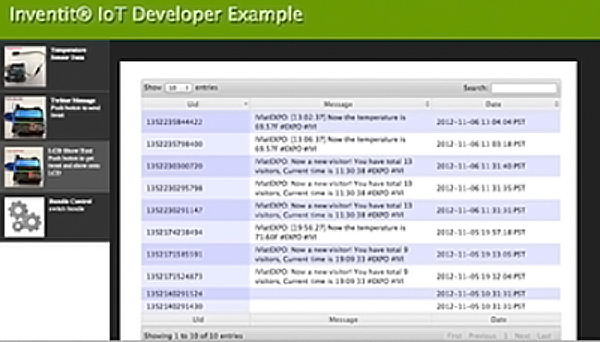 Inventit® IoT Developer Example
Temperature
Sensor Data
Twitter Message
Push button to send
tweet
LCD Show Text
Push button to get
tweet and show onto
LCD
Bundle Control
switch bundle
Show 10 entries
Search:
Uid Message Date
1352235844422 IVIatEXPO: [13:02:37] Now the temperature is
69.57F #EXPO #IVI 2012-11-06 13:04:04 PST
1352235798400 IVIatEXPO: [13:06:37] Now the temperature is
69.57F #EXPO #IVI 2012-11-06 13:03:18 PST
1352230300720 IVIatEXPO: Now a new visitor! You have total 13
visitors, Current time is 11:30:38 #EXPO #IVI 2012-11-06 11:31:40 PST
1352230295798 IVIatEXPO: Now a new visitor! You have total 13
visitors, Current time is 11:30:38 #EXPO #IVI 2012-11-06 11:31:35 PST
1352230291147 IVIatEXPO: Now a new visitor! You have total 13
visitors, Current time is 11:30:38 #EXPO #IVI 2012-11-06 11:31:31 PST
1352174238494 IVIatEXPO: [19:56:27] Now the temperature is
71.60F #EXPO #IVI 2012-11-05 19:57:18 PST
1352171585591 IVIatEXPO: Now a new visitor! You have total 9
visitors, Current time is 19:09:33 #EXPO #IVI 2012-11-05 19:13:05 PST
1352171524873 IVIatEXPO: Now a new visitor! You have total 9
visitors, Current time is 19:09:33 #EXPO #IVI 2012-11-05 19:12:04 PST
1352140291524 2012-11-05 10:31:31 PST
1352140291430 2012-11-05 10:31:31 PST
Uid Message Date
Showing 1 to 10 of 10 entries
First Previous 1 Next Last